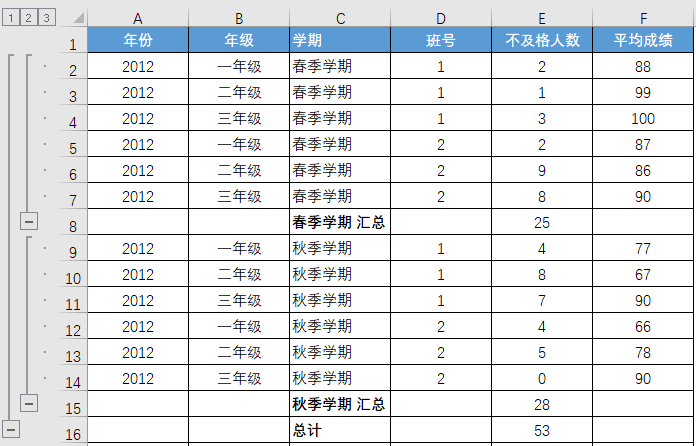 1 2 3 A B C D E F
1 年份 年级 学期 班号 不及格人数 平均成绩
2 2012 一年级 春季学期 1 2 88
3 2012 二年级 春季学期 1 1 99
4 2012 三年级 春季学期 1 3 100
5 2012 一年级 春季学期 2 2 87
6 2012 二年级 春季学期 2 9 86
7 2012 三年级 春季学期 2 8 90
8 春季学期 汇总 25
9 2012 一年级 秋季学期 1 4 77
10 2012 二年级 秋季学期 1 8 67
11 2012 三年级 秋季学期 1 7 90
12 2012 一年级 秋季学期 2 4 66
13 2012 二年级 秋季学期 2 5 78
14 2012 三年级 秋季学期 2 0 90
15 秋季学期 汇总 28
16 总计 53